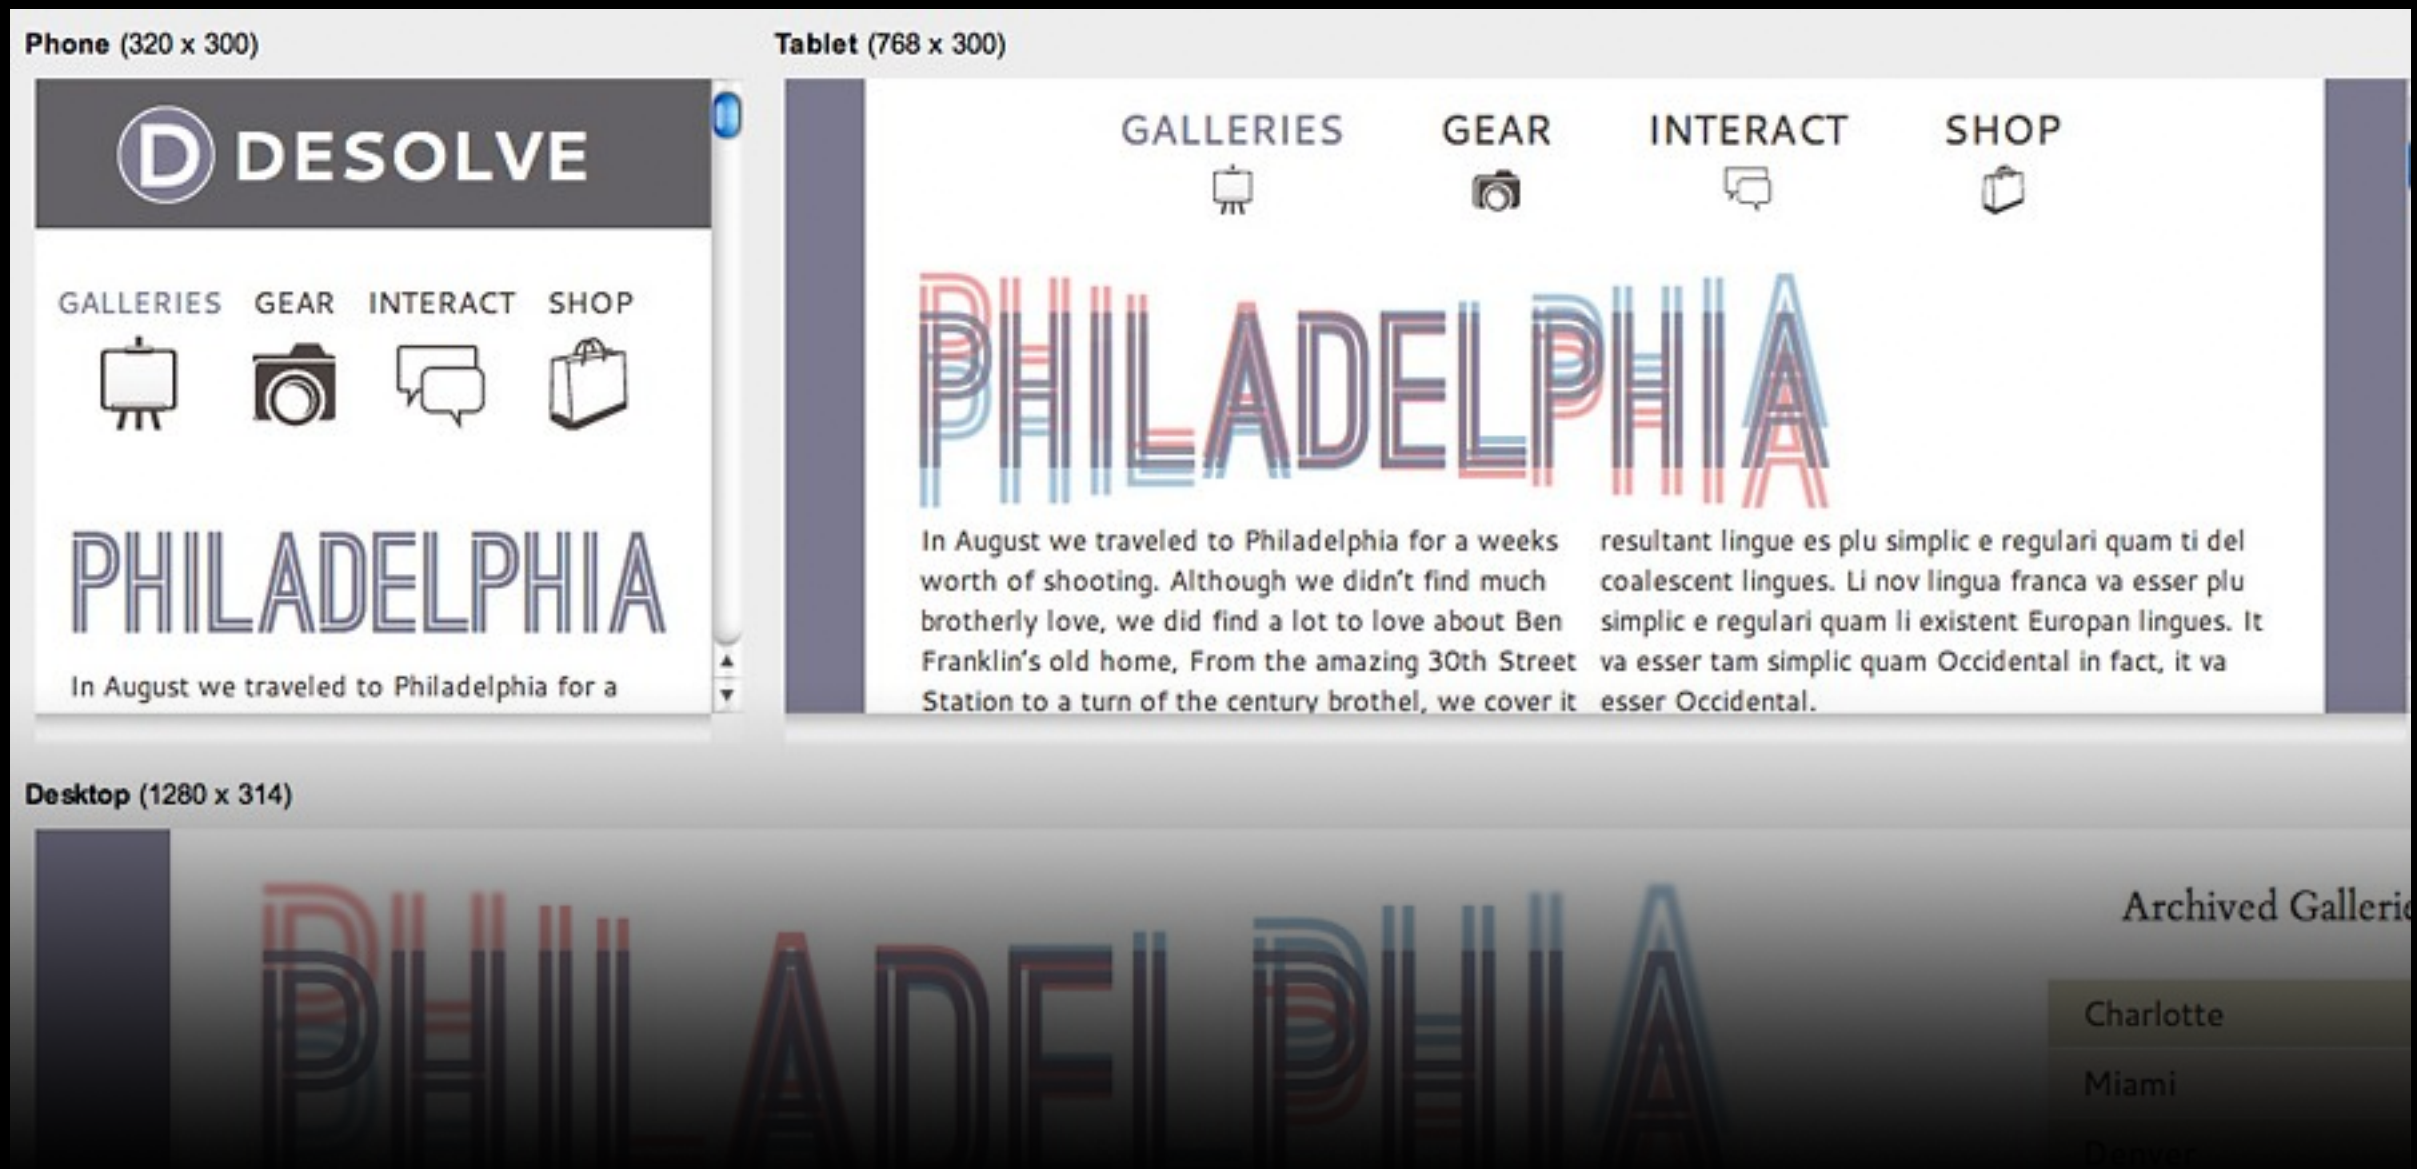 Phone (320 x 300)
D DESOLVE
GALLERIES GEAR INTERACT SHOP
PHILADELPHIA
In August we traveled to Philadelphia for a
Tablet (768 x 300)
GALLERIES GEAR INTERACT SHOP
PHILADELPHIA
In August we traveled to Philadelphia for a weeks
worth of shooting. Although we didn't find much
brotherly love, we did find a lot to love about Ben
Franklin's old home, From the amazing 30th Street
Station to a turn of the century brothel, we cover it
resultant lingue es plu simplic e regulari quam ti del
coalescent lingues. Li nov lingua franca va esser plu
simplic e regulari quam li existent Europan lingues. It
va esser tam simplic quam Occidental in fact, it va
esser Occidental.
Desktop (1280 x 314)
PHILADELPHIA
Archived Gallerie
Charlotte
Miami
Denver